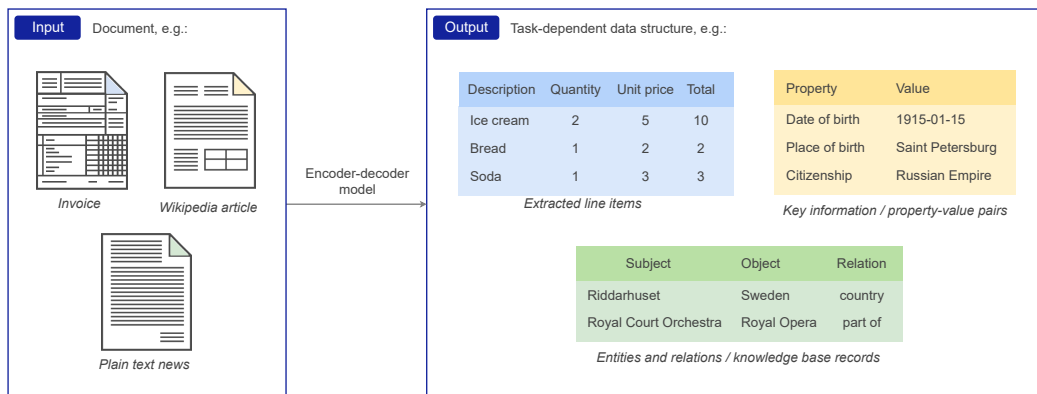 Input
Document, e.g.:
Invoice
Wikipedia article
Plain text news
Encoder-decoder
model
Output
Task-dependent data structure, e.g.:
Description Quantity Unit price Total
Ice cream 2 5 10
Bread 1 2 2
Soda 1 3 3
Extracted line items
Property Value
Date of birth 1915-01-15
Place of birth Saint Petersburg
Citizenship Russian Empire
Key information / property-value pairs
Subject Object Relation
Riddarhuset Sweden country
Royal Court Orchestra Royal Opera part of
Entities and relations / knowledge base records